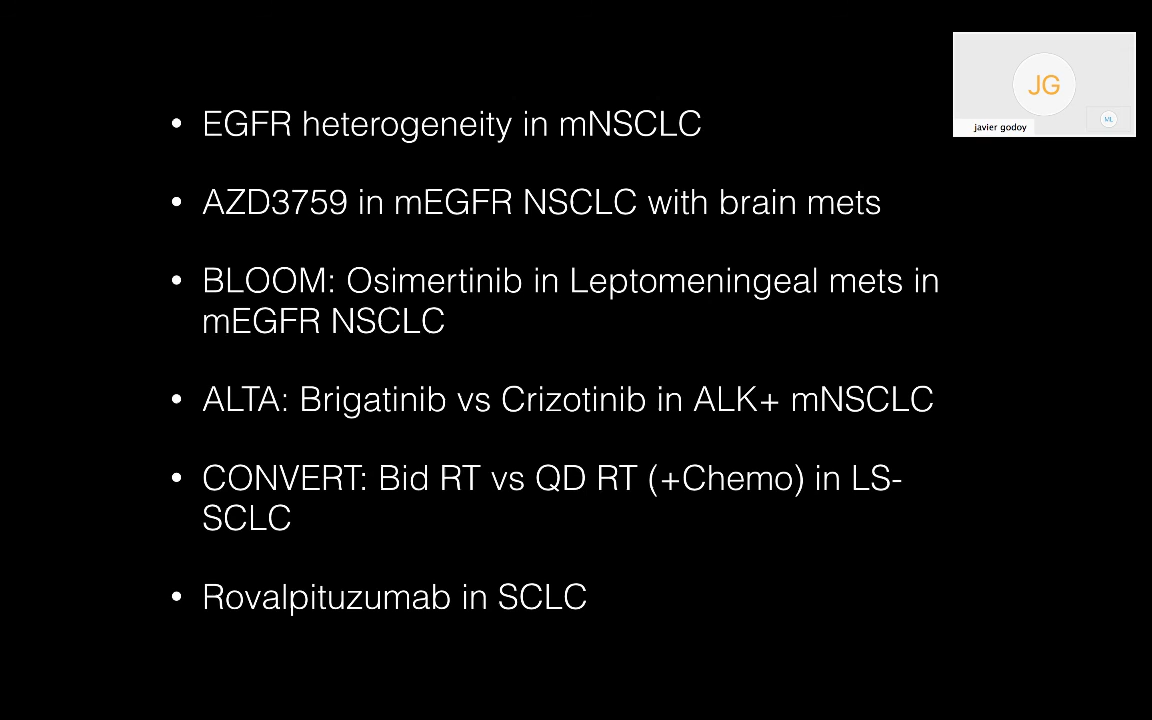 • EGFR heterogeneity in mNSCLC
• AZD3759 in mEGFR NSCLC with brain mets
• BLOOM: Osimertinib in Leptomeningeal mets in
mEGFR NSCLC
• ALTA: Brigatinib vs Crizotinib in ALK+ mNSCLC
• CONVERT: Bid RT vs QD RT (+Chemo) in LS-
SCLC
• Rovalpituzumab in SCLC
JG
ML
javier godoy